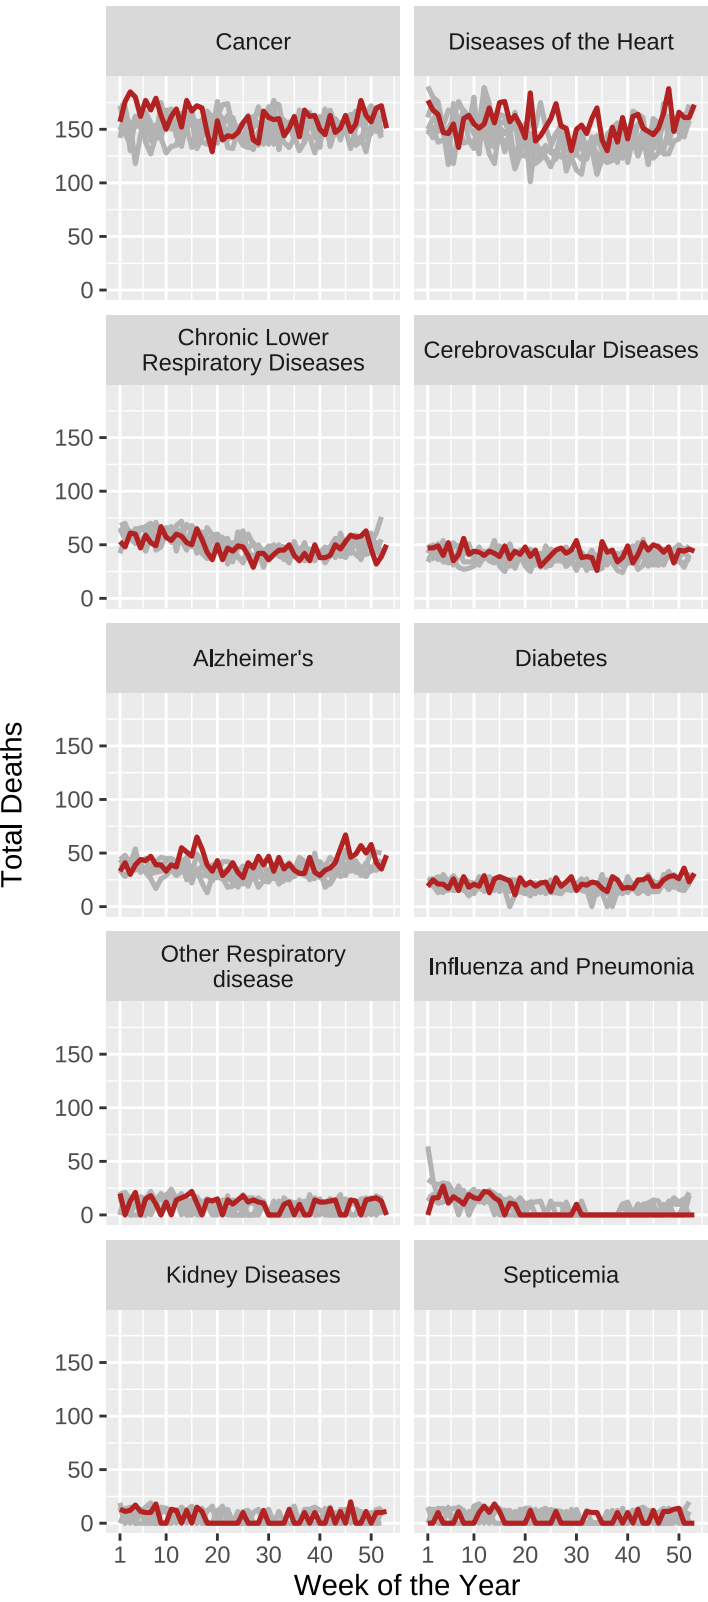 Cancer
Diseases of the Heart
150
100
50
0
Chronic Lower
Respiratory Diseases
Cerebrovascular Diseases
150
100
50
0
Alzheimer's
Diabetes
150
100
50
0
Total Deaths
Other Respiratory
disease
Influenza and Pneumonia
150
100
50
0
Kidney Diseases
Septicemia
150
100
50
0
1 10 20 30 40 50
1 10 20 30 40 50
Week of the Year